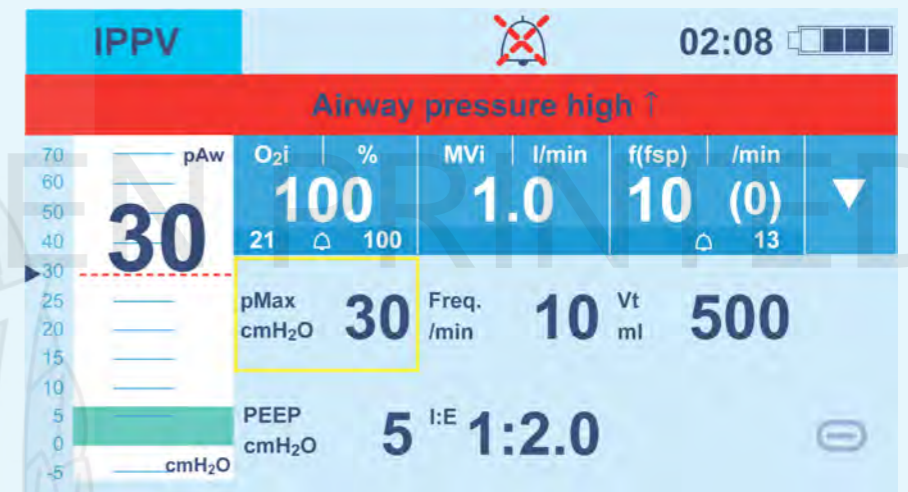 IPPV 02:08
Airway pressure high ↑
pAw O₂i % MVi l/min f(fsp) /min
30 100 1.0 10 (0)
21 100 13
70
60
50
40
30
25
20
15
10
5
0
-5
cmH₂O
pMax cmH₂O 30 Freq. /min 10 Vt ml 500
PEEP cmH₂O 5 I:E 1:2.0